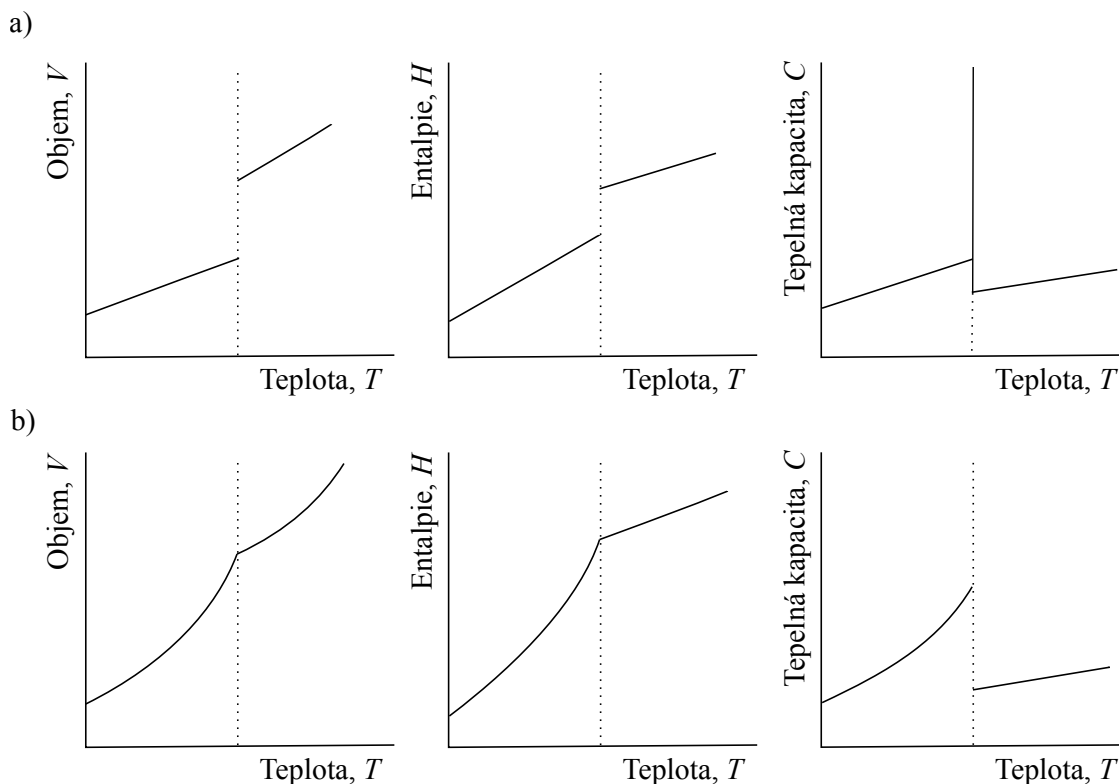 a)
Objem, V
Teplota, T
Entalpie, H
Teplota, T
Tepelná kapacita, C
Teplota, T
b)
Objem, V
Teplota, T
Entalpie, H
Teplota, T
Tepelná kapacita, C
Teplota, T